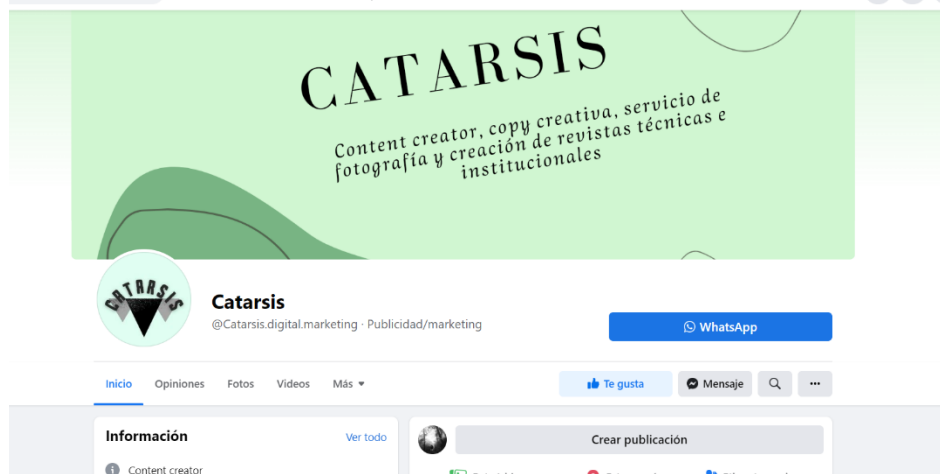 CATARSIS
Content creator, copy creativa, servicio de
fotografía y creación de revistas técnicas e
institucionales
CATARSIS
Catarsis
@Catarsis.digital.marketing · Publicidad/marketing
WhatsApp
Inicio Opiniones Fotos Videos Más
Te gusta Mensaje
Información Ver todo
Crear publicación
Content creator